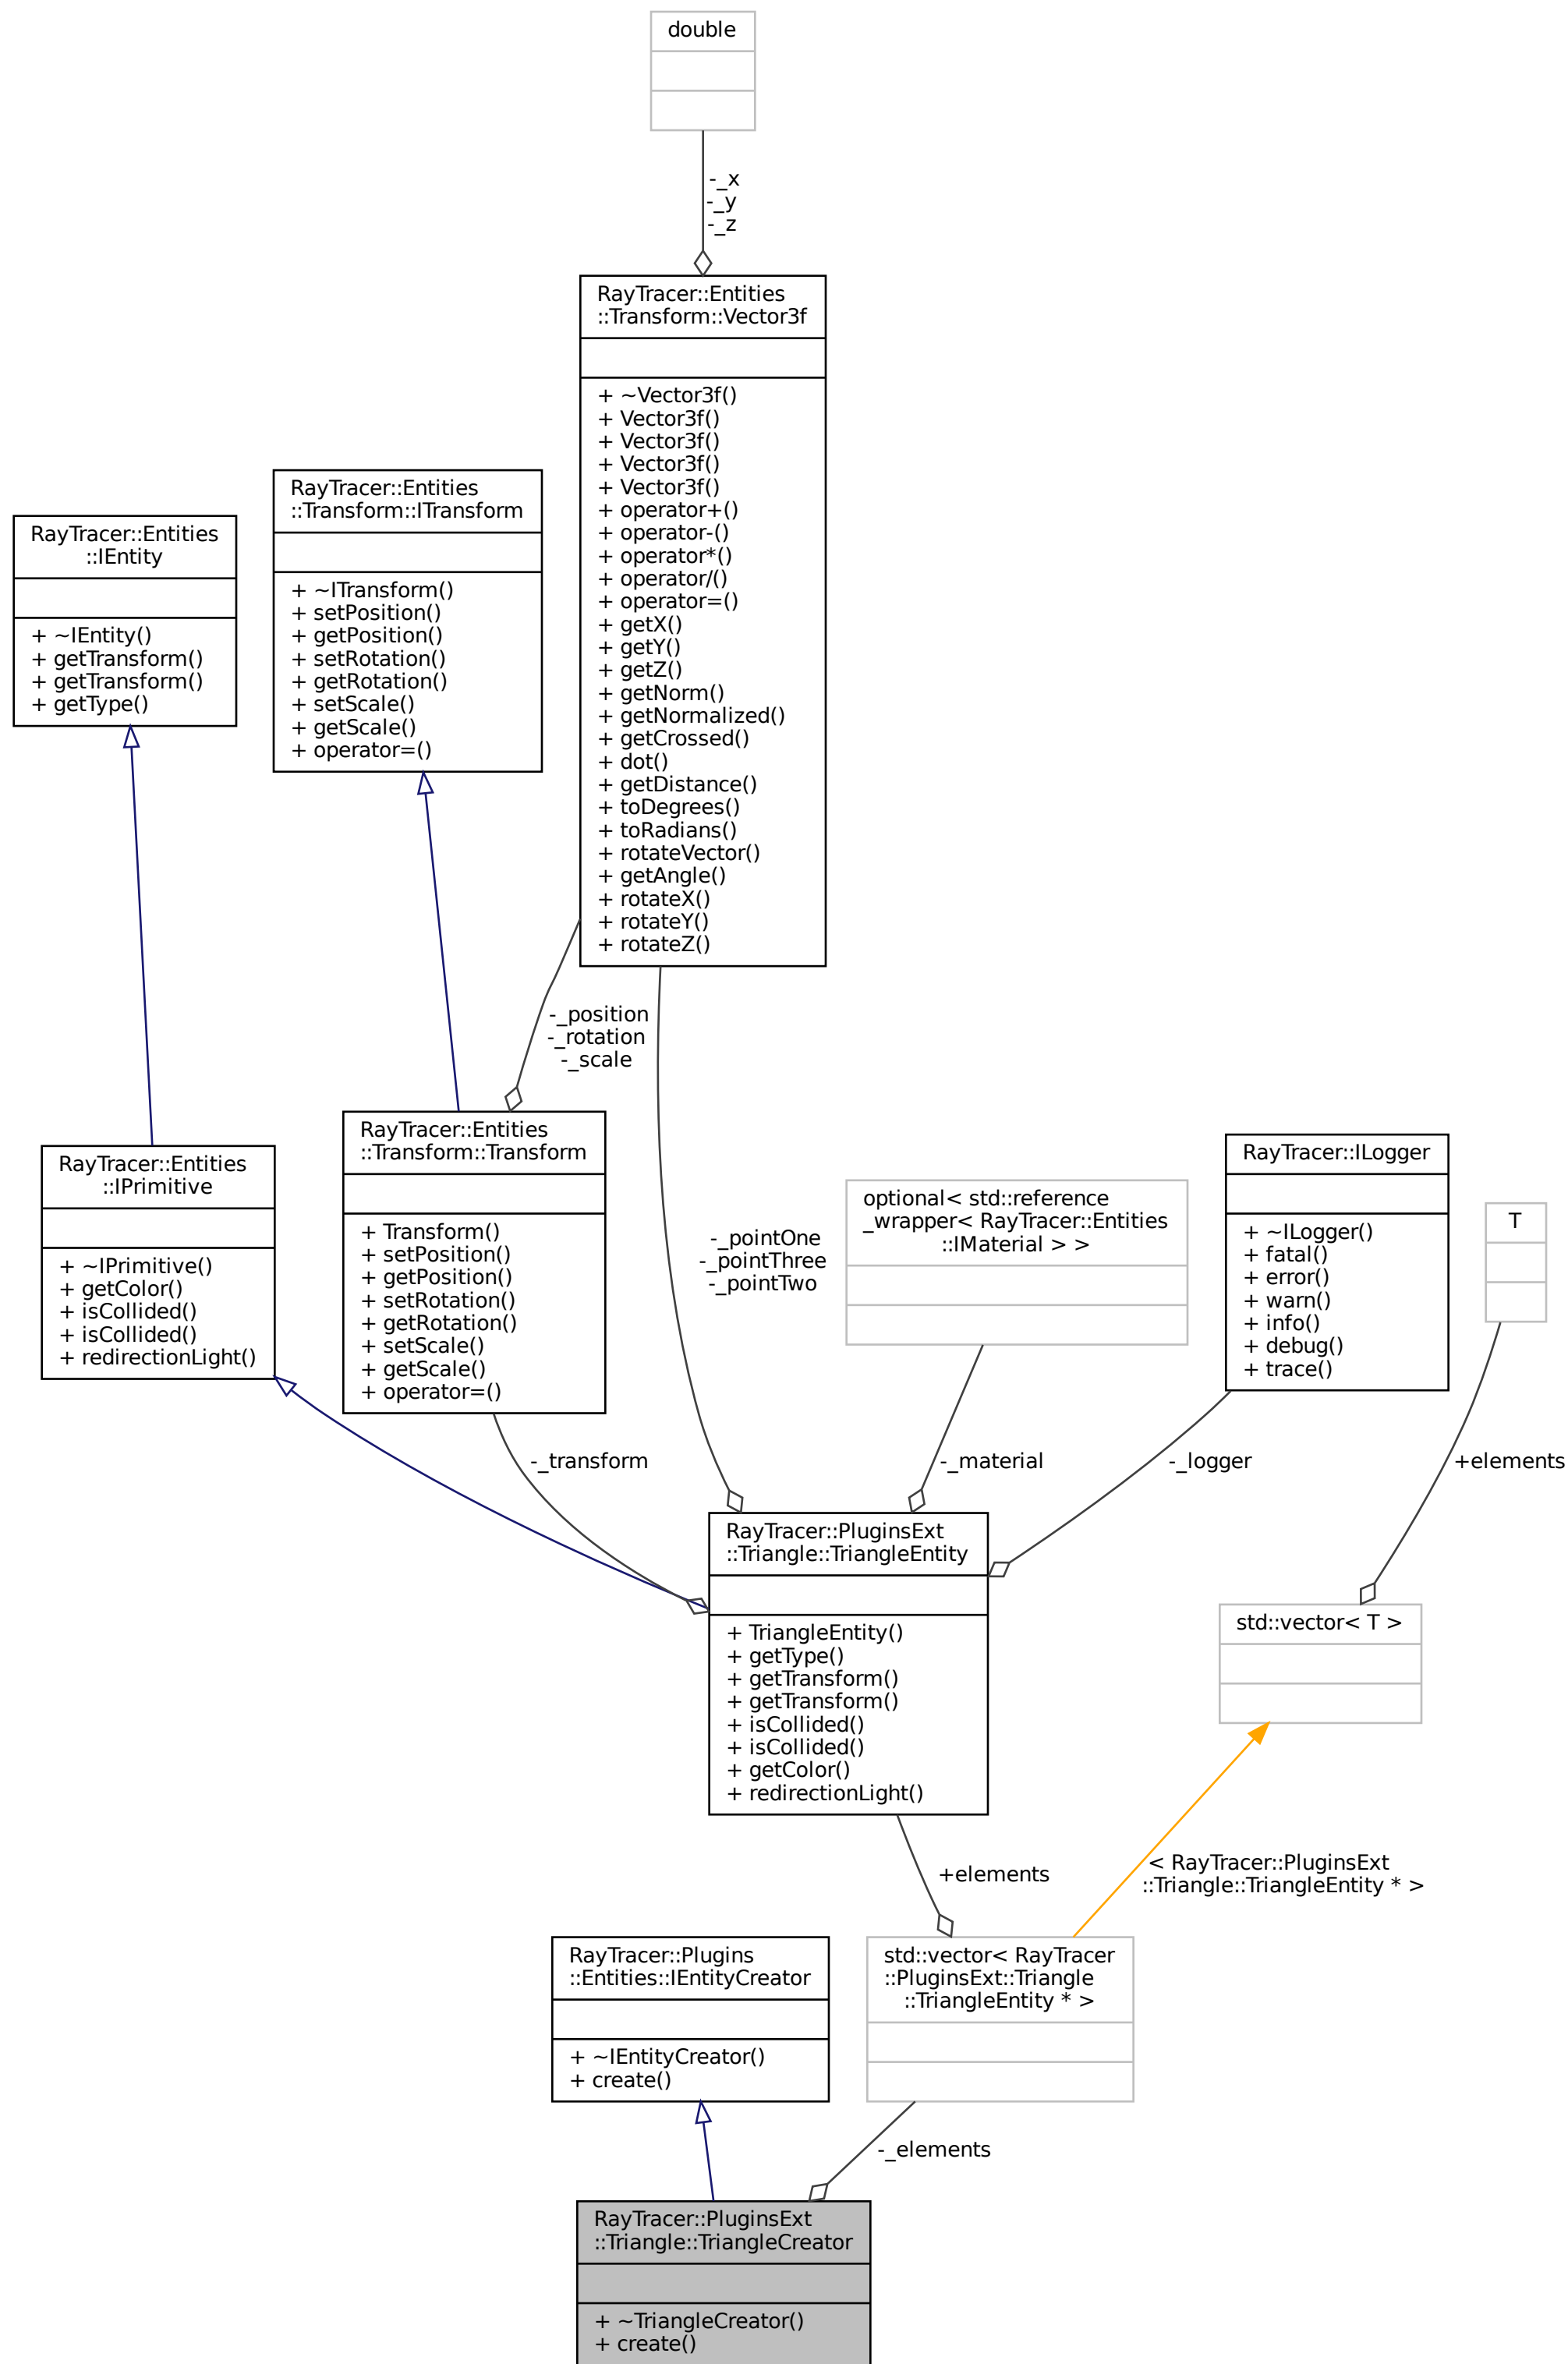 double
-_x
-_y
-_z
RayTracer::Entities
::Transform::Vector3f
+ ~Vector3f()
+ Vector3f()
+ Vector3f()
+ Vector3f()
+ Vector3f()
+ operator+()
+ operator-()
+ operator*()
+ operator/()
+ operator=()
+ getX()
+ getY()
+ getZ()
+ getNorm()
+ getNormalized()
+ getCrossed()
+ dot()
+ getDistance()
+ toDegrees()
+ toRadians()
+ rotateVector()
+ getAngle()
+ rotateX()
+ rotateY()
+ rotateZ()
RayTracer::Entities
::Transform::ITransform
+ ~ITransform()
+ setPosition()
+ getPosition()
+ setRotation()
+ getRotation()
+ setScale()
+ getScale()
+ operator=()
RayTracer::Entities
::IEntity
+ ~IEntity()
+ getTransform()
+ getTransform()
+ getType()
-_position
-_rotation
-_scale
RayTracer::Entities
::IPrimitive
+ ~IPrimitive()
+ getColor()
+ isCollided()
+ isCollided()
+ redirectionLight()
RayTracer::Entities
::Transform::Transform
+ Transform()
+ setPosition()
+ getPosition()
+ setRotation()
+ getRotation()
+ setScale()
+ getScale()
+ operator=()
-_pointOne
-_pointThree
-_pointTwo
optional< std::reference
_wrapper< RayTracer::Entities
::IMaterial > >
RayTracer::ILogger
+ ~ILogger()
+ fatal()
+ error()
+ warn()
+ info()
+ debug()
+ trace()
T
-_transform
-_material
-_logger
+elements
RayTracer::PluginsExt
::Triangle::TriangleEntity
+ TriangleEntity()
+ getType()
+ getTransform()
+ getTransform()
+ isCollided()
+ isCollided()
+ getColor()
+ redirectionLight()
std::vector< T >
+elements
< RayTracer::PluginsExt
::Triangle::TriangleEntity * >
RayTracer::Plugins
::Entities::IEntityCreator
+ ~IEntityCreator()
+ create()
std::vector< RayTracer
::PluginsExt::Triangle
::TriangleEntity * >
-_elements
RayTracer::PluginsExt
::Triangle::TriangleCreator
+ ~TriangleCreator()
+ create()